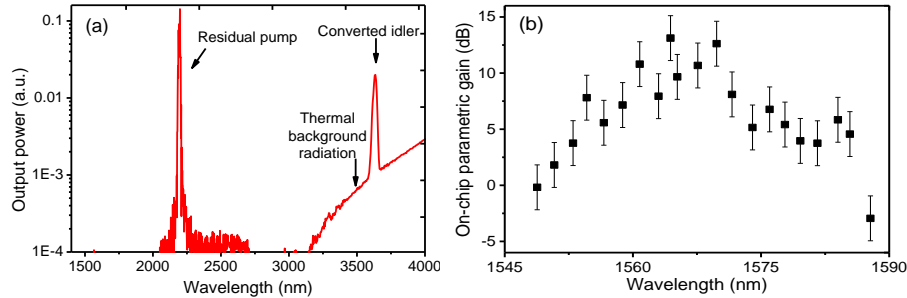 (a)
Residual pump
Converted idler
Thermal
background
radiation
Output power (a.u.)
0.1
0.01
1E-3
1E-4
1500 2000 2500 3000 3500 4000
Wavelength (nm)
(b)
On-chip parametric gain (dB)
15
10
5
0
-5
1545 1560 1575 1590
Wavelength (nm)